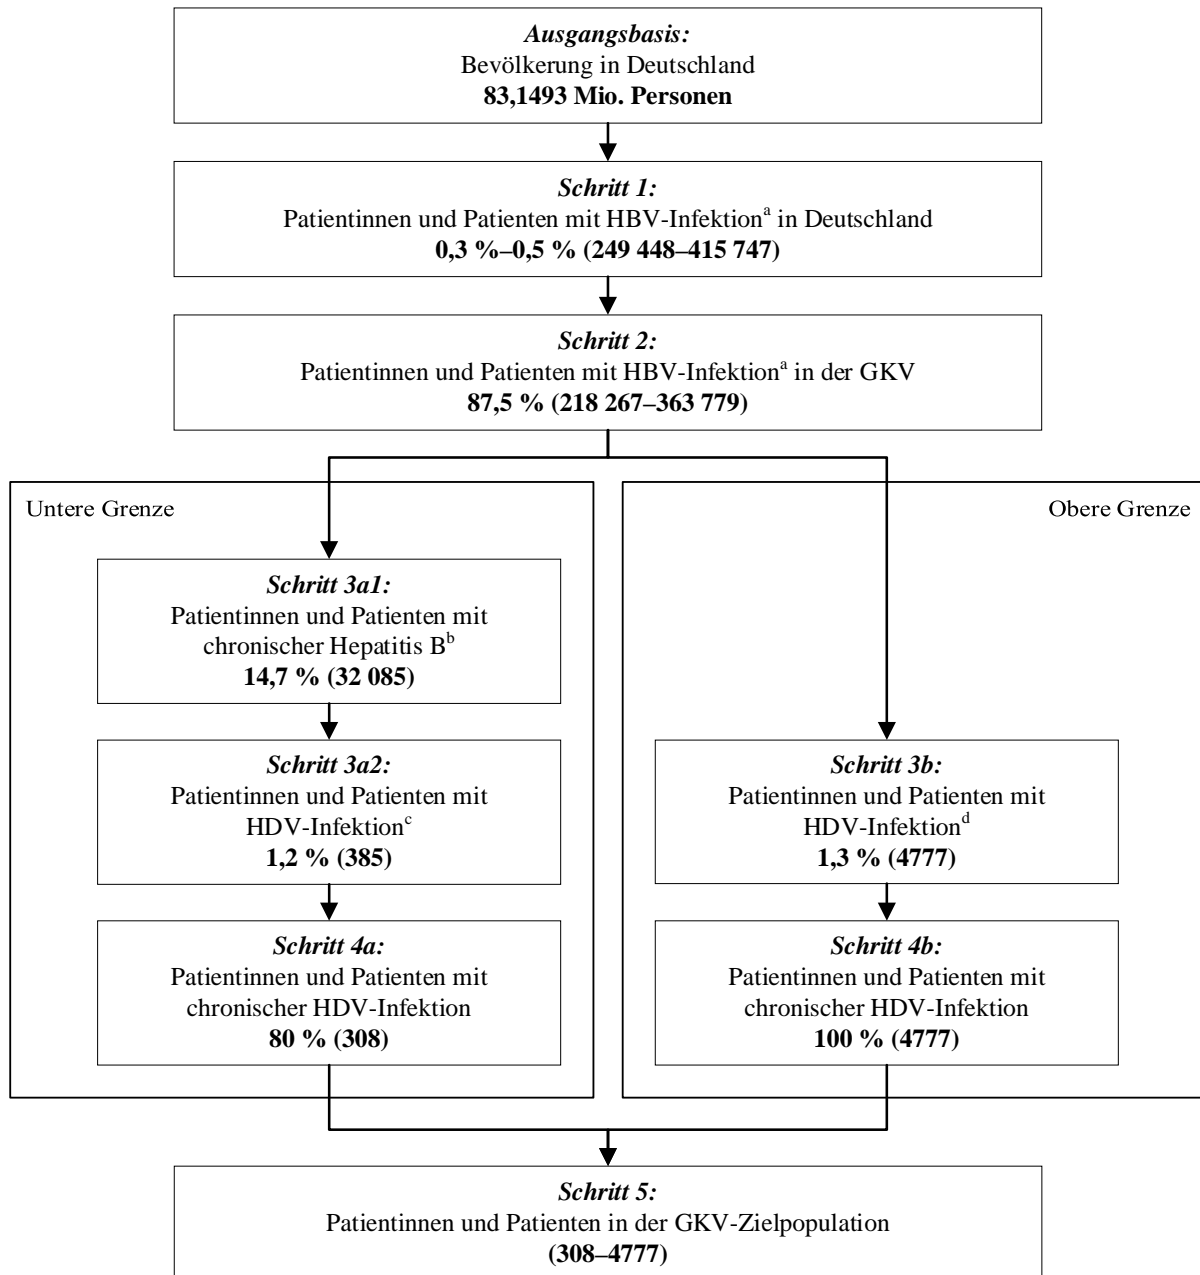 Ausgangsbasis:
Bevölkerung in Deutschland
83,1493 Mio. Personen
Schritt 1:
Patientinnen und Patienten mit HBV-Infektionᵃ in Deutschland
0,3 %–0,5 % (249 448–415 747)
Schritt 2:
Patientinnen und Patienten mit HBV-Infektionᵃ in der GKV
87,5 % (218 267–363 779)
Untere Grenze
Schritt 3a1:
Patientinnen und Patienten mit
chronischer Hepatitis Bᵇ
14,7 % (32 085)
Schritt 3a2:
Patientinnen und Patienten mit
HDV-Infektionᶜ
1,2 % (385)
Schritt 4a:
Patientinnen und Patienten mit
chronischer HDV-Infektion
80 % (308)
Obere Grenze
Schritt 3b:
Patientinnen und Patienten mit
HDV-Infektionᵈ
1,3 % (4777)
Schritt 4b:
Patientinnen und Patienten mit
chronischer HDV-Infektion
100 % (4777)
Schritt 5:
Patientinnen und Patienten in der GKV-Zielpopulation
(308–4777)